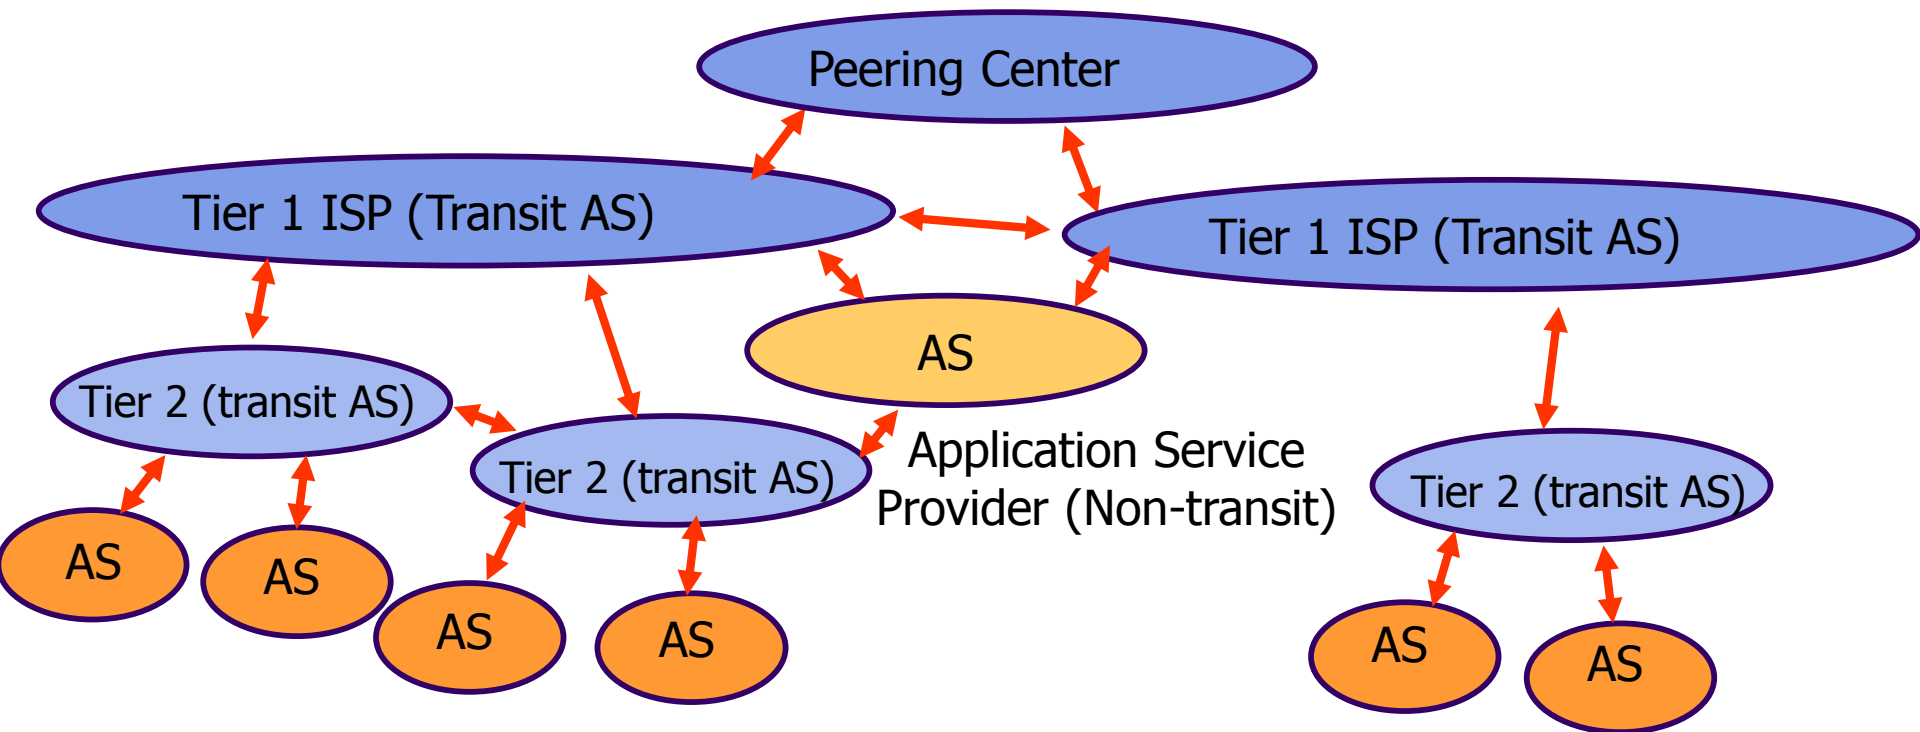 Peering Center
Tier 1 ISP (Transit AS)
Tier 1 ISP (Transit AS)
AS
Tier 2 (transit AS)
Tier 2 (transit AS)
Application Service
Provider (Non-transit)
Tier 2 (transit AS)
AS
AS
AS
AS
AS
AS